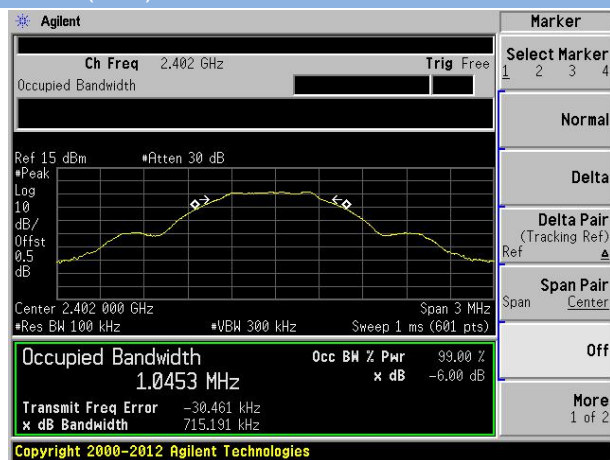 Agilent
Marker
Ch Freq 2.402 GHz Trig Free
Occupied Bandwidth
Select Marker
1 2 3 4
Normal
Delta
Delta Pair
(Tracking Ref)
Ref Δ
Span Pair
Span Center
Off
More
1 of 2
Ref 15 dBm #Atten 30 dB
#Peak
Log
10
dB/
Offst
0.5
dB
Center 2.402 000 GHz Span 3 MHz
#Res BW 100 kHz #VBW 300 kHz Sweep 1 ms (601 pts)
Occupied Bandwidth Occ BW % Pwr 99.00 %
1.0453 MHz x dB -6.00 dB
Transmit Freq Error -30.461 kHz
x dB Bandwidth 715.191 kHz
Copyright 2000-2012 Agilent Technologies